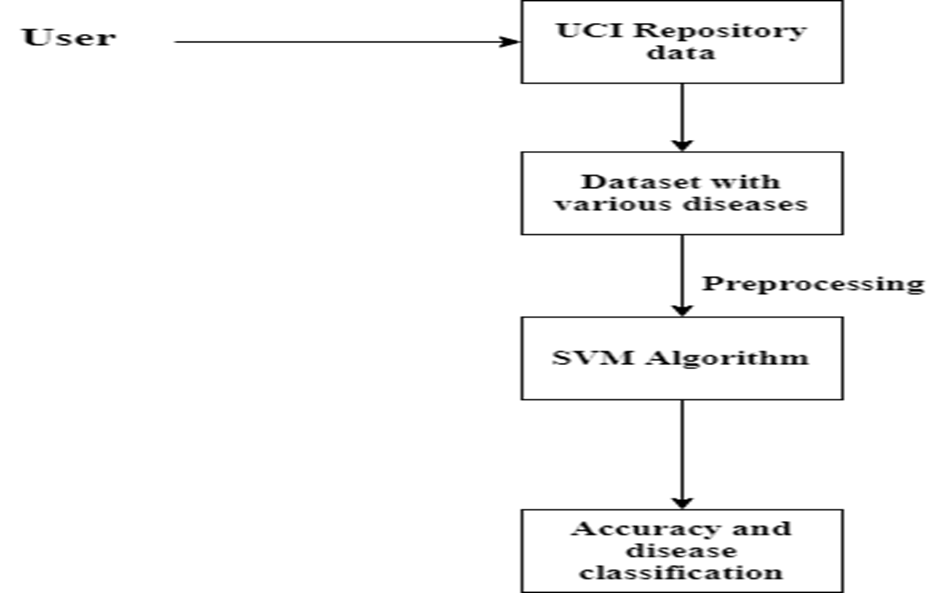 User
UCI Repository
data
Dataset with
various diseases
Preprocessing
SVM Algorithm
Accuracy and
disease
classification